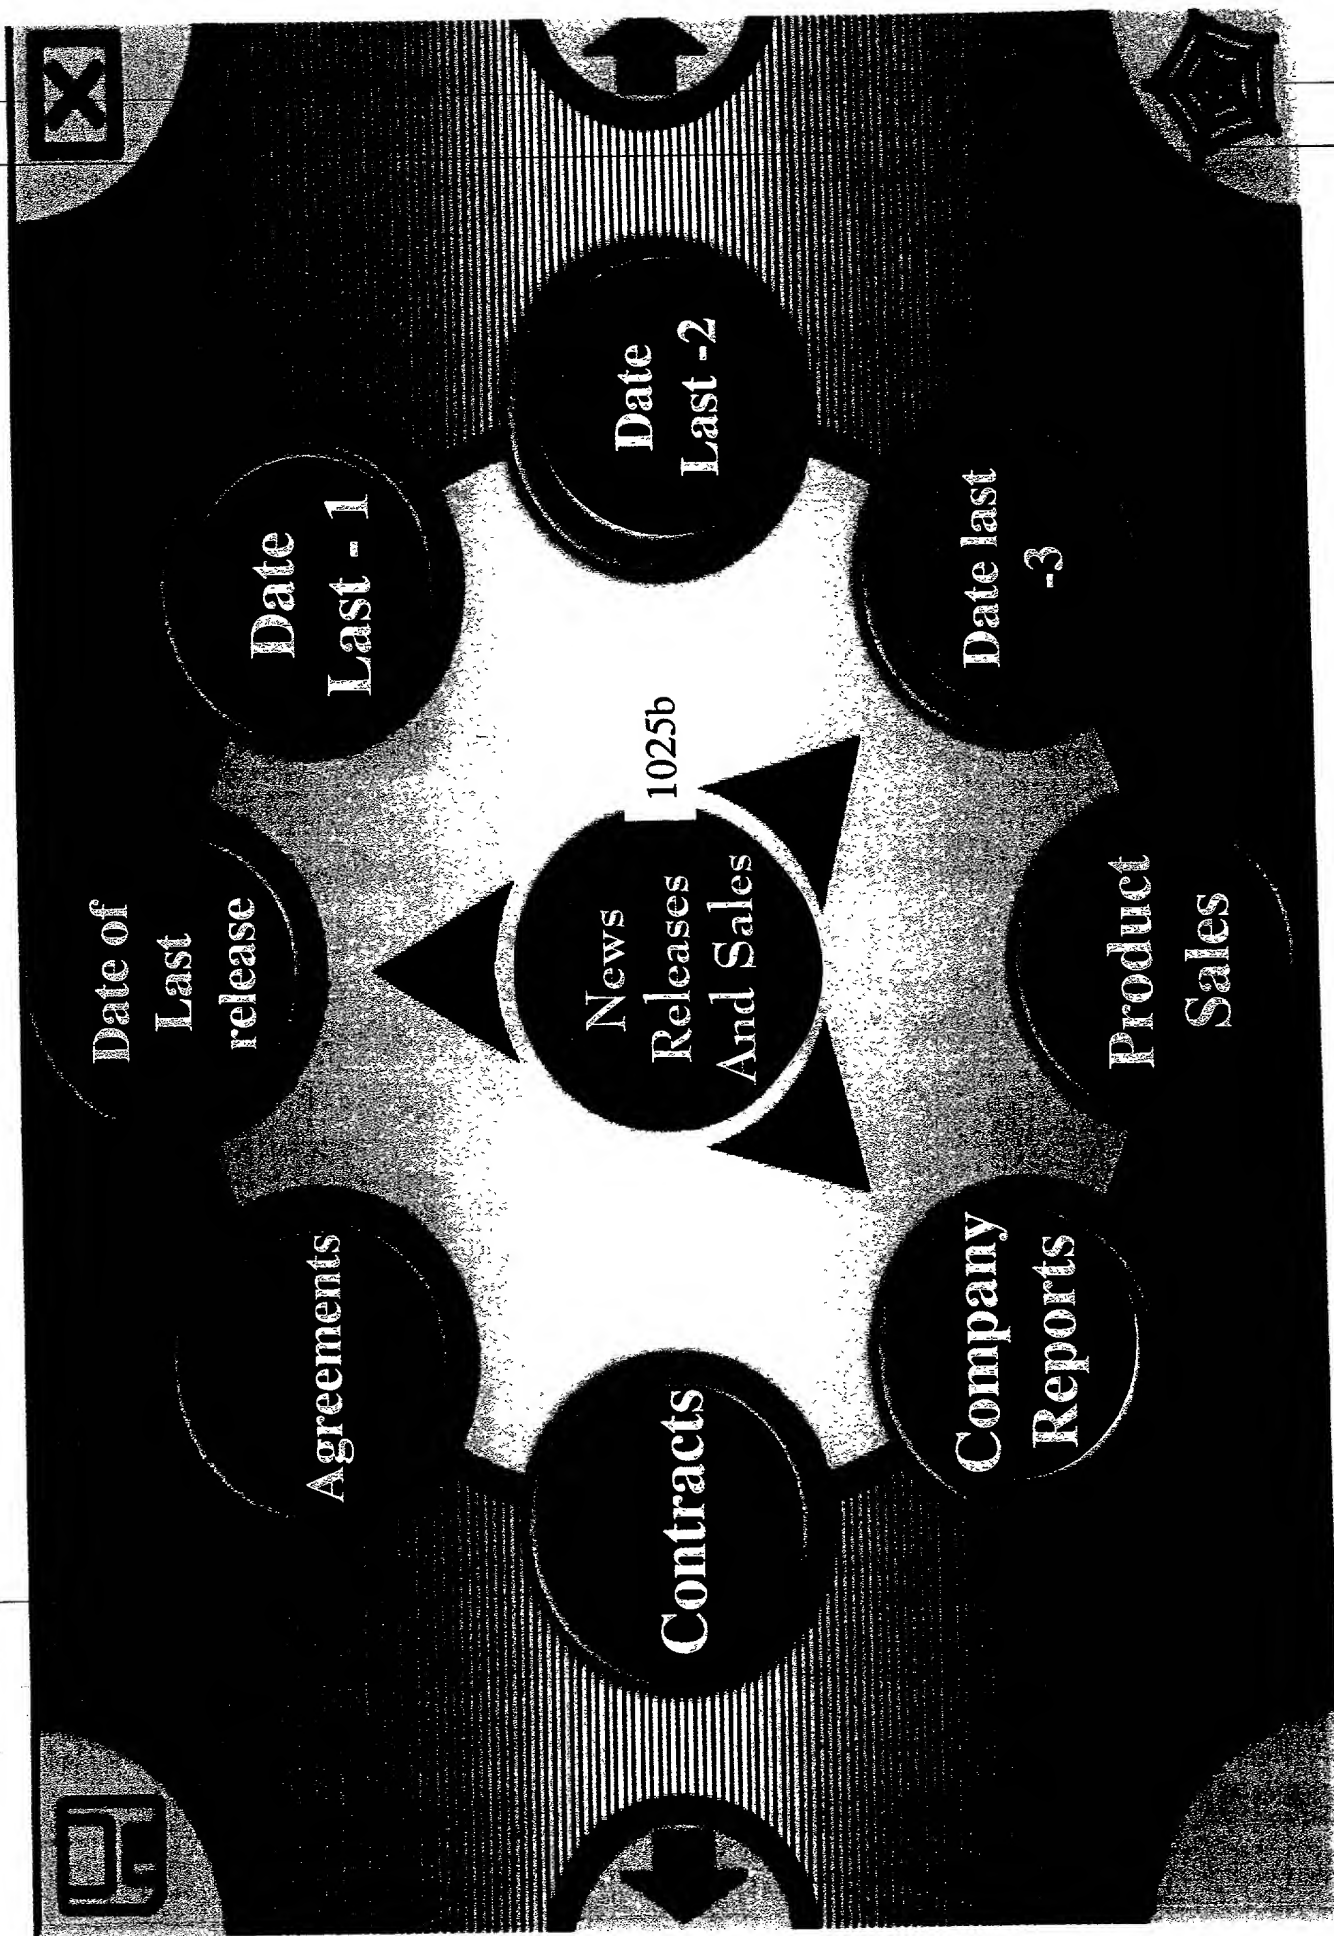 Date of
Last
release
Agreements
Date
Last - 1
Contracts
News
Releases
And Sales
1025b
Date
Last -2
Company
Reports
Date last
-3
Product
Sales